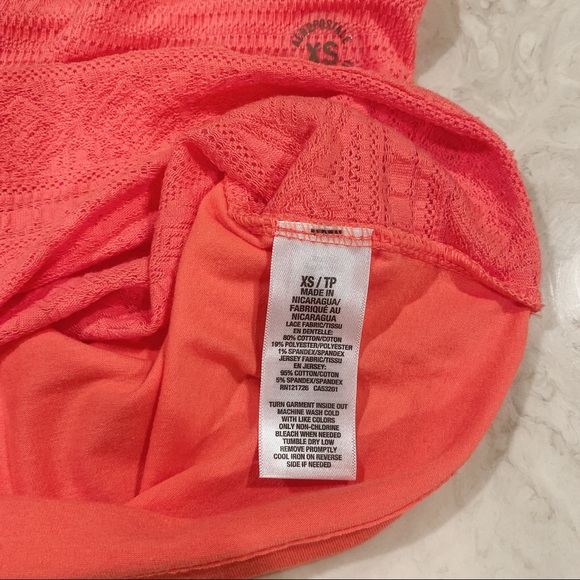 AEROPOSTALE
XS
XS / TP
MADE IN
NICARAGUA/
FABRIQUÉ AU
NICARAGUA
LACE FABRIC/TISSU
EN DENTELLE:
80% COTTON/COTON
19% POLYESTER/POLYESTER
1% SPANDEX/SPANDEX
JERSEY FABRIC/TISSU
EN JERSEY:
95% COTTON/COTON
5% SPANDEX/SPANDEX
RN121726 CA53201
TURN GARMENT INSIDE OUT
MACHINE WASH COLD
WITH LIKE COLORS
ONLY NON-CHLORINE
BLEACH WHEN NEEDED
TUMBLE DRY LOW
REMOVE PROMPTLY
COOL IRON ON REVERSE
SIDE IF NEEDED